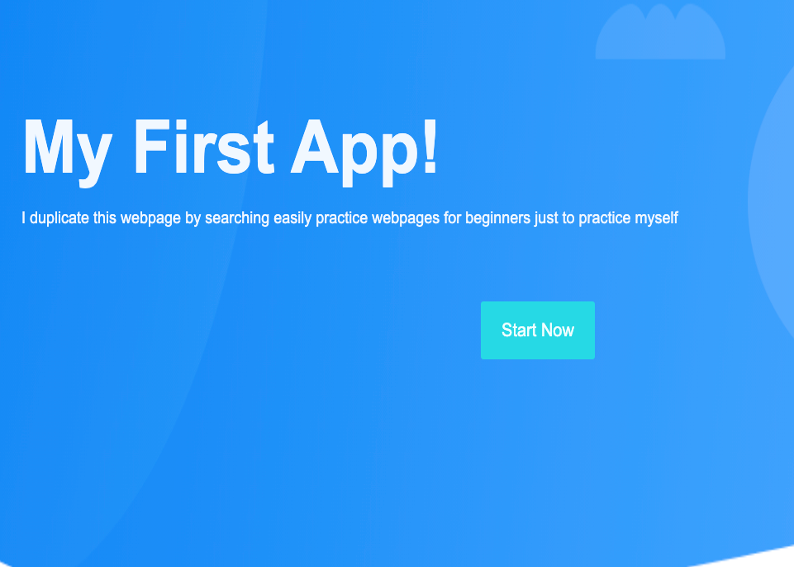 My First App!
I duplicate this webpage by searching easily practice webpages for beginners just to practice myself
Start Now